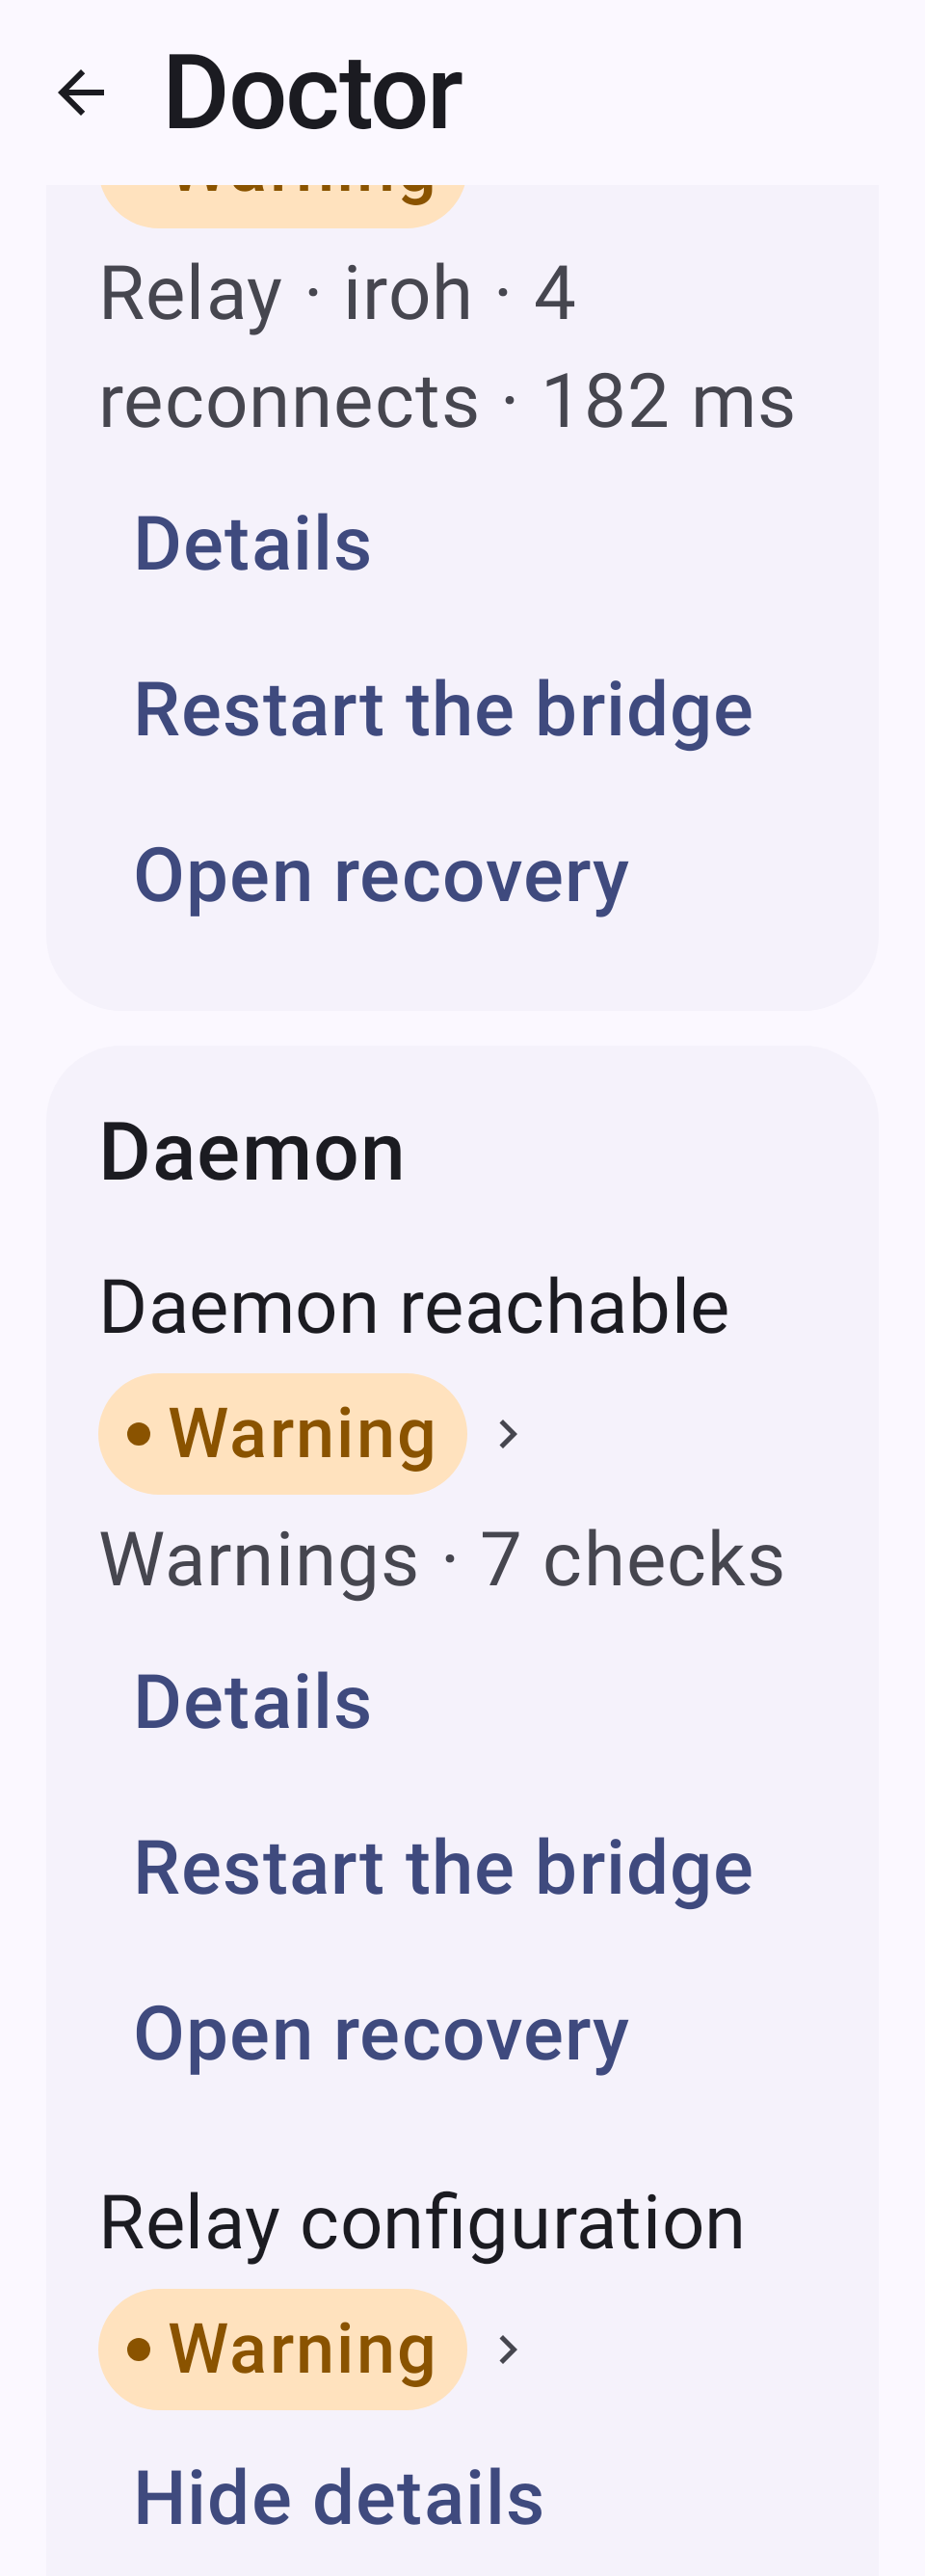 Doctor
Warning
Relay · iroh · 4
reconnects · 182 ms
Details
Restart the bridge
Open recovery
Daemon
Daemon reachable
Warning
Warnings · 7 checks
Details
Restart the bridge
Open recovery
Relay configuration
Warning
Hide details